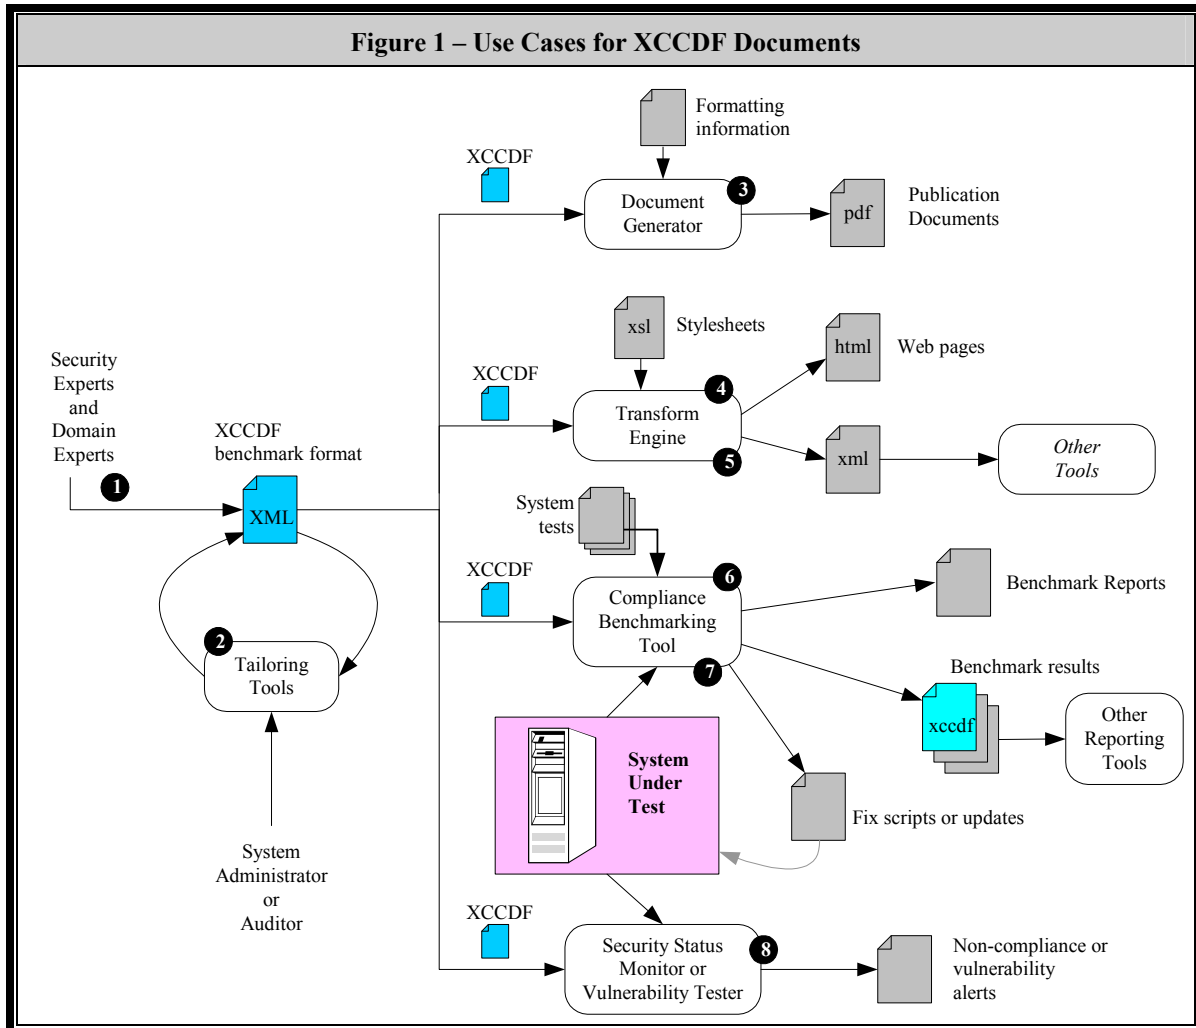 Figure 1 – Use Cases for XCCDF Documents
Formatting
information
XCCDF
Document
Generator
3
pdf
Publication
Documents
xsl
Stylesheets
html
Web pages
XCCDF
4
Transform
Engine
5
xml
Other
Tools
Security
Experts
and
Domain
Experts
1
XCCDF
benchmark format
XML
System
tests
XCCDF
6
Compliance
Benchmarking
Tool
7
Benchmark Reports
2
Tailoring
Tools
Benchmark results
xccdf
Other
Reporting
Tools
System
Under
Test
Fix scripts or updates
System
Administrator
or
Auditor
XCCDF
Security Status
Monitor or
Vulnerability Tester
8
Non-compliance or
vulnerability
alerts